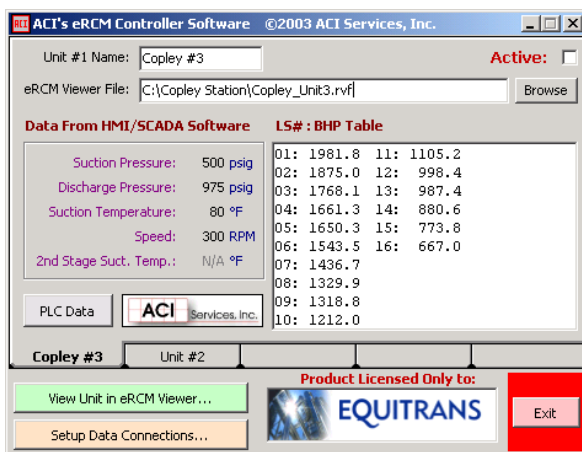 ACI ACI's eRCM Controller Software ©2003 ACI Services, Inc.
Unit #1 Name: Copley #3 Active:
eRCM Viewer File: C:\Copley Station\Copley_Unit3.rvf Browse
Data From HMI/SCADA Software LS# : BHP Table
Suction Pressure: 500 psig
Discharge Pressure: 975 psig
Suction Temperature: 80 °F
Speed: 300 RPM
2nd Stage Suct. Temp.: N/A °F
01: 1981.8 11: 1105.2
02: 1875.0 12: 998.4
03: 1768.1 13: 987.4
04: 1661.3 14: 880.6
05: 1650.3 15: 773.8
06: 1543.5 16: 667.0
07: 1436.7
08: 1329.9
09: 1318.8
10: 1212.0
PLC Data ACI Services, Inc.
Copley #3 Unit #2
View Unit in eRCM Viewer...
Setup Data Connections...
Product Licensed Only to:
EQUITRANS
Exit